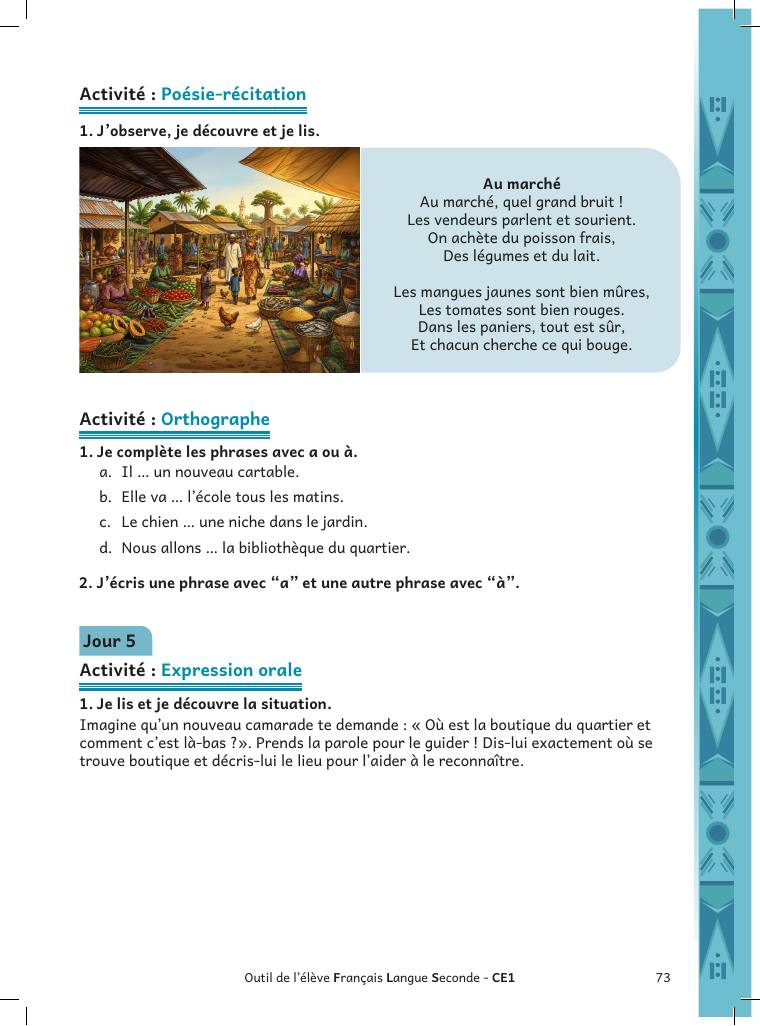 Activité : Poésie-récitation
1. J'observe, je découvre et je lis.
Au marché
Au marché, quel grand bruit !
Les vendeurs parlent et sourient.
On achète du poisson frais,
Des légumes et du lait.
Les mangues jaunes sont bien mûres,
Les tomates sont bien rouges.
Dans les paniers, tout est sûr,
Et chacun cherche ce qui bouge.
Activité : Orthographe
1. Je complète les phrases avec a ou à.
a. Il ... un nouveau cartable.
b. Elle va ... l'école tous les matins.
c. Le chien ... une niche dans le jardin.
d. Nous allons ... la bibliothèque du quartier.
2. J'écris une phrase avec “a” et une autre phrase avec “à”.
Jour 5
Activité : Expression orale
1. Je lis et je découvre la situation.
Imagine qu'un nouveau camarade te demande : « Où est la boutique du quartier et
comment c'est là-bas ?». Prends la parole pour le guider ! Dis-lui exactement où se
trouve boutique et décris-lui le lieu pour l'aider à le reconnaître.
Outil de l'élève Français Langue Seconde - CE1
73